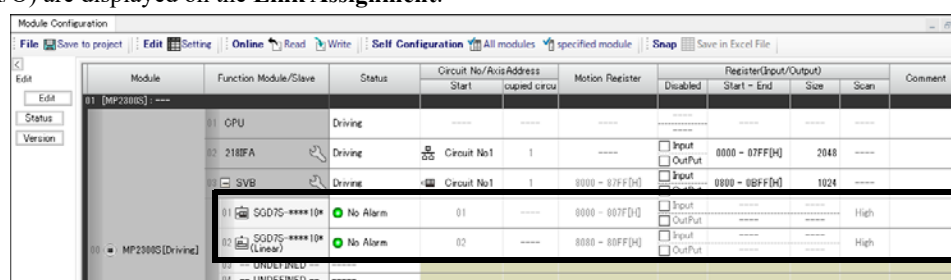 /O) are displayed on the Link Assignment.
Module Configuration
File Save to project Edit Setting Online Read Write Self Configuration All modules specified module Snap Save in Excel File
Edit
Edit
Status
Version
Module Function Module/Slave Status Circuit No/AxisAddress Motion Register Register(Input/Output) Comment
Start cupied circu Disabled Start - End Size Scan
01 [MP2300S] : ---
01 CPU Driving ---- ---- ---- ---- ---- ---- ----
02 218IFA Driving Circuit No1 1 ---- Input OutPut 0000 - 07FF[H] 2048 ----
03 SVB Driving Circuit No1 1 8000 - 87FF[H] Input OutPut 0800 - 0BFF[H] 1024 ----
01 SGD7S-****10* No Alarm 01 ---- 8000 - 807F[H] Input OutPut ---- ---- High
02 SGD7S-****10* (Linear) No Alarm 02 ---- 8080 - 80FF[H] Input OutPut ---- ---- High
00 MP2300S[Driving]
03 -- UNDEFINED -- -----